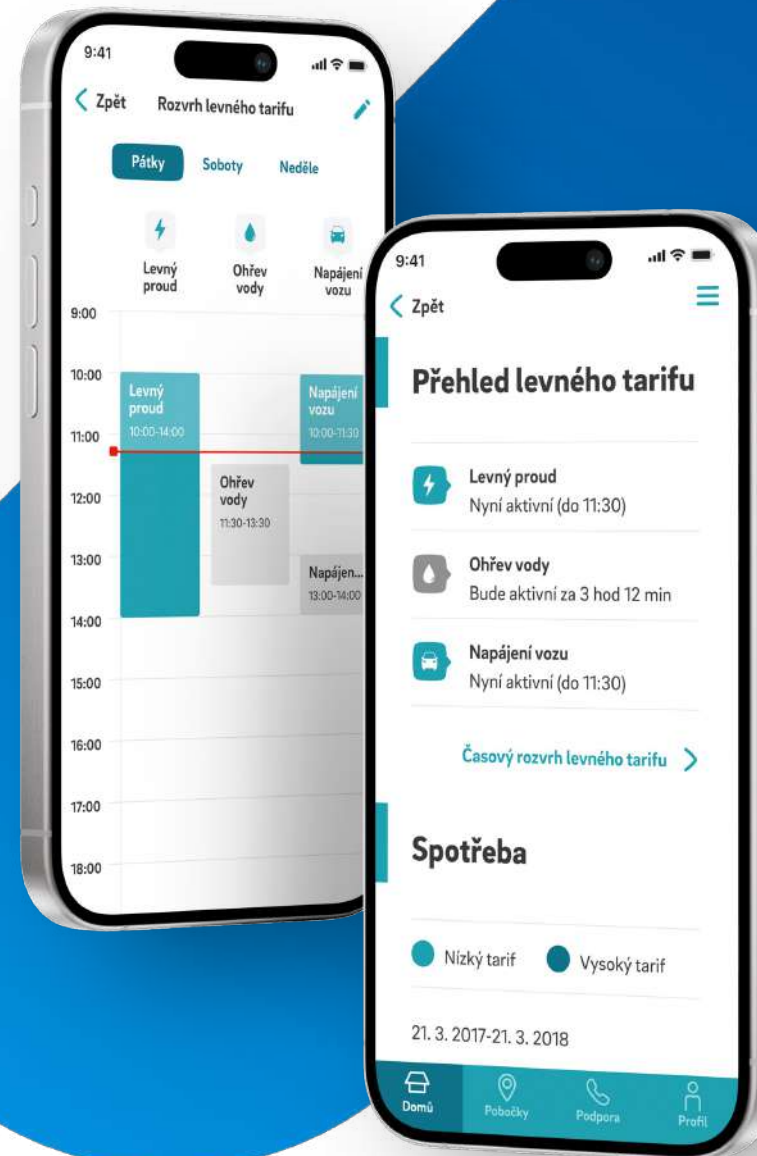 9:41
Zpět
Rozvrh levného tarifu
Pátky
Soboty
Neděle
Levný
proud
Ohřev
vody
Napájení
vozu
9:00
10:00
11:00
12:00
13:00
14:00
15:00
16:00
17:00
18:00
Levný
proud
10:00-14:00
Ohřev
vody
11:30-13:30
Napájení
vozu
10:00-11:30
Napájen...
13:00-14:00
9:41
Zpět
Přehled levného tarifu
Levný proud
Nyní aktivní (do 11:30)
Ohřev vody
Bude aktivní za 3 hod 12 min
Napájení vozu
Nyní aktivní (do 11:30)
Časový rozvrh levného tarifu
Spotřeba
Nízký tarif
Vysoký tarif
21. 3. 2017-21. 3. 2018
Domů
Pobočky
Podpora
Profil